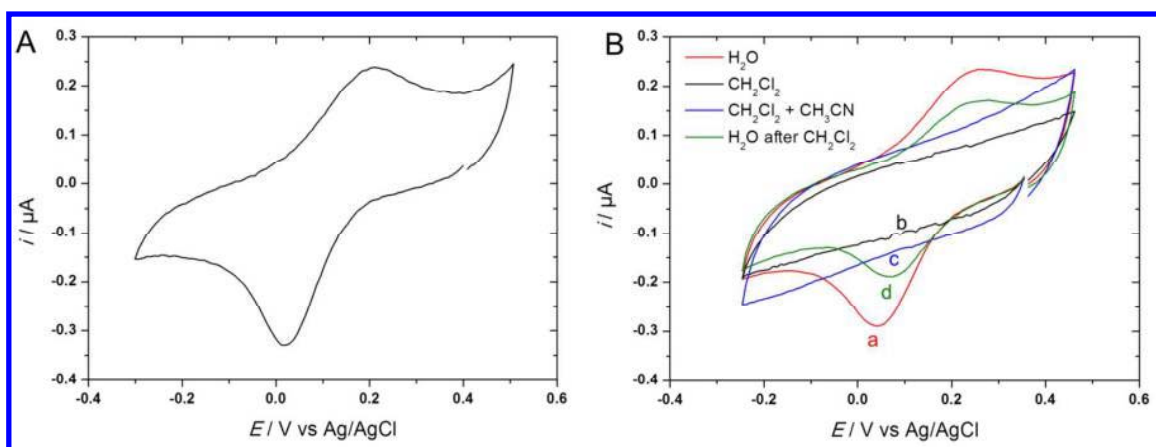 A
0.3
0.2
0.1
0.0
-0.1
-0.2
-0.3
-0.4
i / µA
-0.4 -0.2 0.0 0.2 0.4 0.6
E / V vs Ag/AgCl
B
0.3
0.2
0.1
0.0
-0.1
-0.2
-0.3
-0.4
i / µA
H₂O
CH₂Cl₂
CH₂Cl₂ + CH₃CN
H₂O after CH₂Cl₂
b
c
d
a
-0.4 -0.2 0.0 0.2 0.4 0.6
E / V vs Ag/AgCl